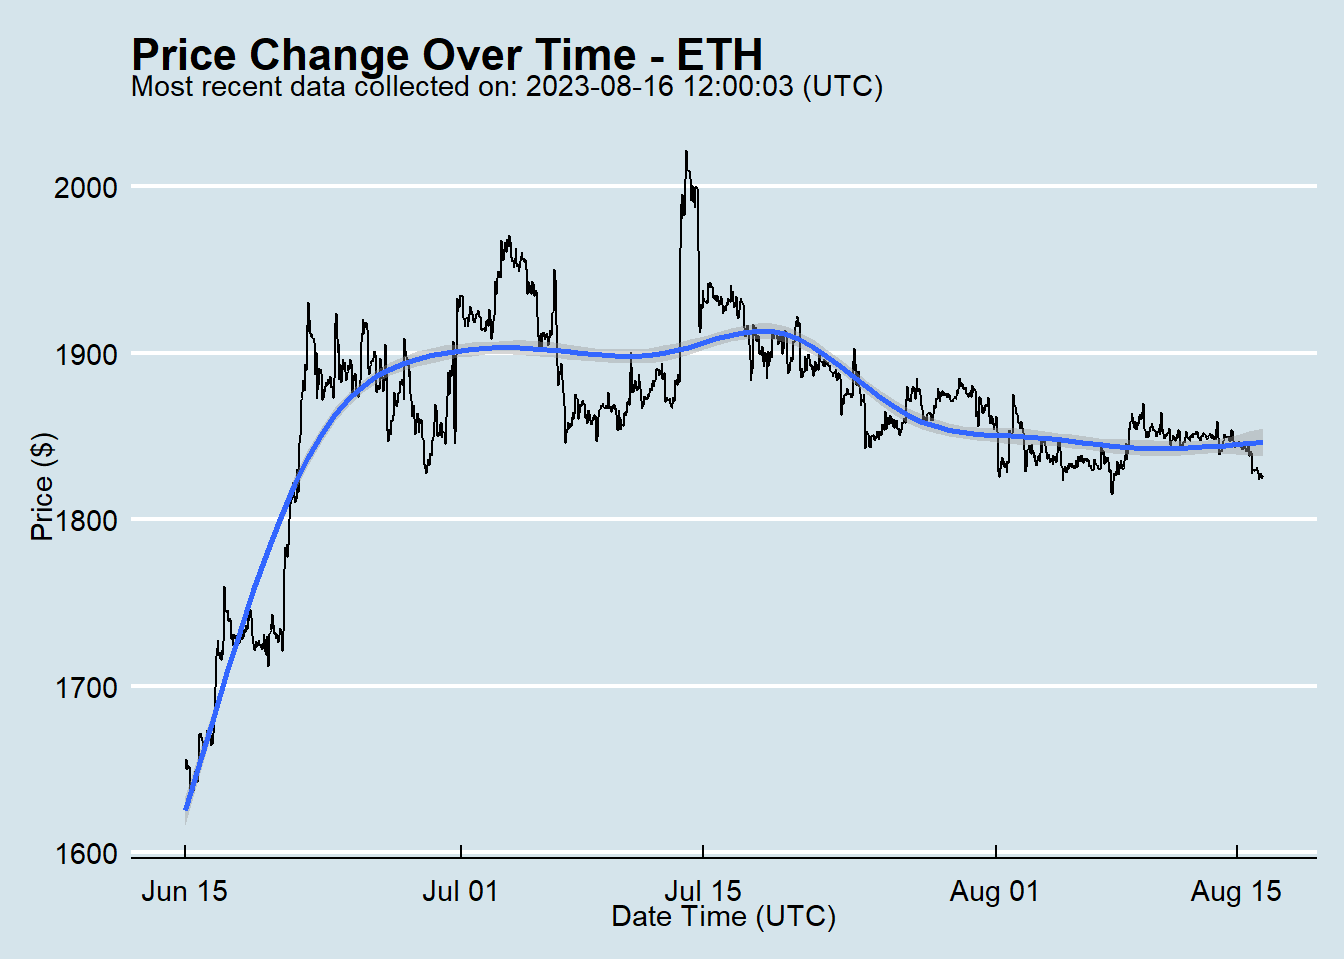 Price Change Over Time - ETH
Most recent data collected on: 2023-08-16 12:00:03 (UTC)
2000
1900
1800
1700
1600
Price ($)
Jun 15
Jul 01
Jul 15
Aug 01
Aug 15
Date Time (UTC)